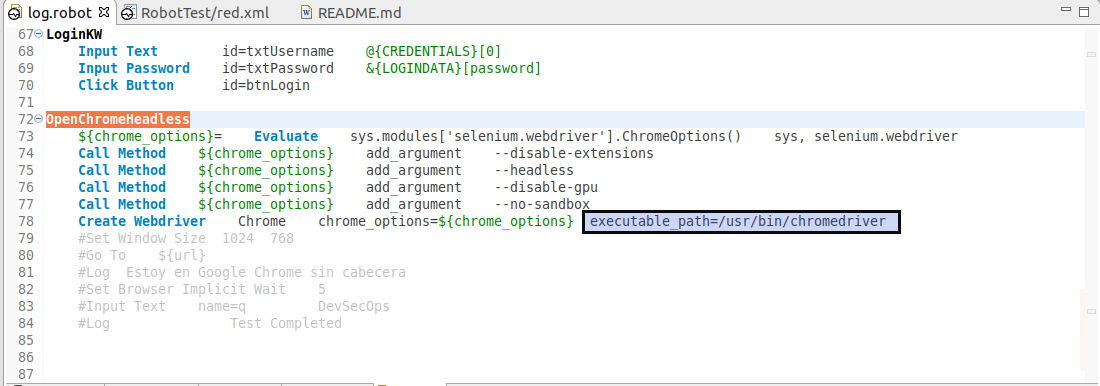 log.robot RobotTest/red.xml README.md
67 LoginKW
68 Input Text id=txtUsername @{CREDENTIALS}[0]
69 Input Password id=txtPassword &{LOGINDATA}[password]
70 Click Button id=btnLogin
71
72 OpenChromeHeadless
73 ${chrome_options}= Evaluate sys.modules['selenium.webdriver'].ChromeOptions() sys, selenium.webdriver
74 Call Method ${chrome_options} add_argument --disable-extensions
75 Call Method ${chrome_options} add_argument --headless
76 Call Method ${chrome_options} add_argument --disable-gpu
77 Call Method ${chrome_options} add_argument --no-sandbox
78 Create Webdriver Chrome chrome_options=${chrome_options} executable_path=/usr/bin/chromedriver
79 #Set Window Size 1024 768
80 #Go To ${url}
81 #Log Estoy en Google Chrome sin cabecera
82 #Set Browser Implicit Wait 5
83 #Input Text name=q DevSecOps
84 #Log Test Completed
85
86
87